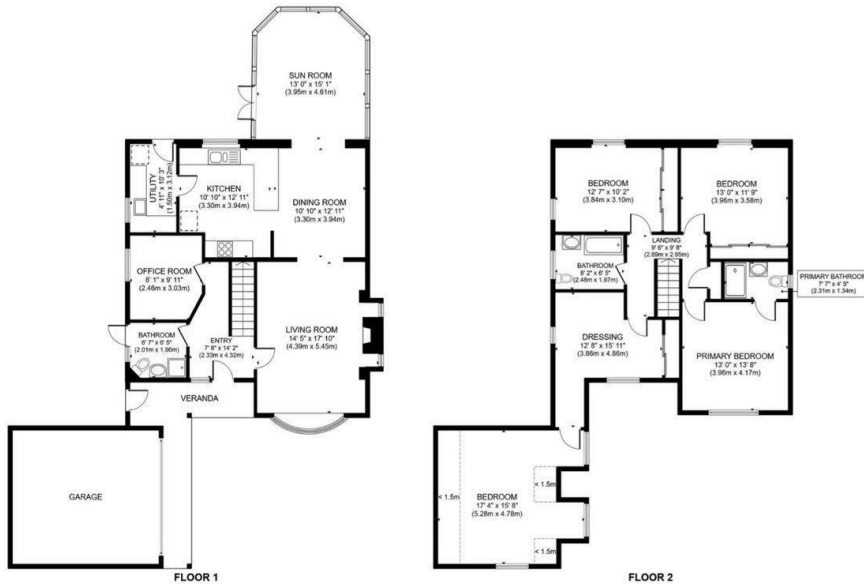 SUN ROOM
13' 0" x 15' 1"
(3.95m x 4.61m)
UTILITY
4' 11" x 10' 3"
(1.50m x 3.12m)
KITCHEN
10' 10" x 12' 11"
(3.30m x 3.94m)
DINING ROOM
10' 10" x 12' 11"
(3.30m x 3.94m)
OFFICE ROOM
8' 1" x 9' 11"
(2.46m x 3.03m)
BATHROOM
6' 7" x 6' 5"
(2.01m x 1.96m)
ENTRY
7' 8" x 14' 2"
(2.33m x 4.32m)
LIVING ROOM
14' 5" x 17' 10"
(4.39m x 5.45m)
VERANDA
GARAGE
FLOOR 1
BEDROOM
12' 7" x 10' 2"
(3.84m x 3.10m)
BEDROOM
13' 0" x 11' 9"
(3.96m x 3.58m)
LANDING
9' 6" x 9' 8"
(2.89m x 2.95m)
BATHROOM
8' 2" x 6' 5"
(2.48m x 1.97m)
PRIMARY BATHROOM
7' 7" x 4' 5"
(2.31m x 1.34m)
DRESSING
12' 8" x 15' 11"
(3.86m x 4.86m)
PRIMARY BEDROOM
13' 0" x 13' 8"
(3.96m x 4.17m)
< 1.5m
BEDROOM
17' 4" x 15' 8"
(5.28m x 4.78m)
< 1.5m
< 1.5m
FLOOR 2